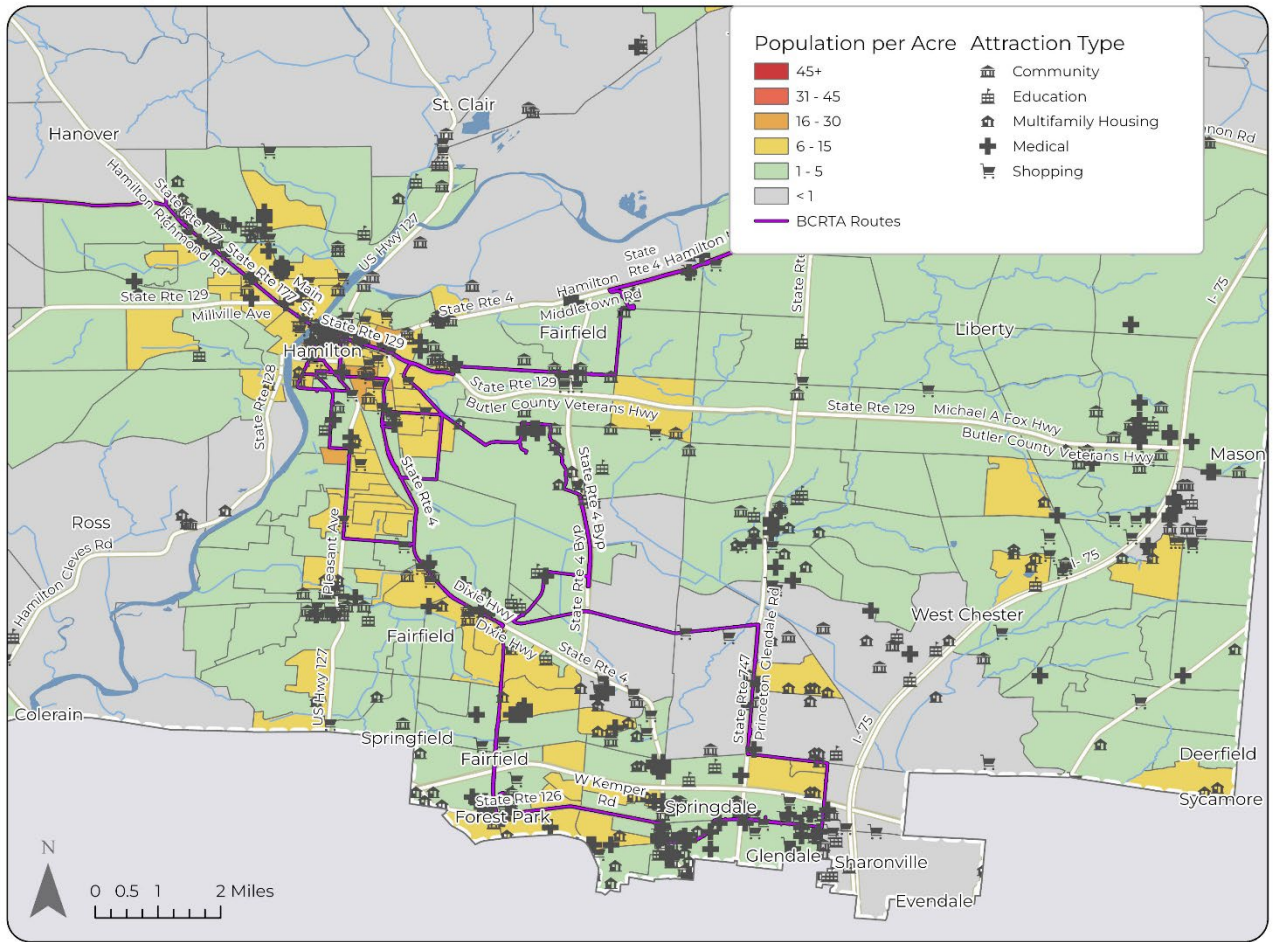 Population per Acre
45+
31 - 45
16 - 30
6 - 15
1 - 5
< 1
BCRTA Routes
Attraction Type
Community
Education
Multifamily Housing
Medical
Shopping
St. Clair
Hanover
non Rd
State Rte 177
Hamilton Richmond Rd
US Hwy 127
State Rte 177
Main St.
State
Rte 4 Hamilton
Hamilton
Middletown Rd
State Rte 4
State Rte
I- 75
State Rte 129
Millville Ave
State Rte 129
Fairfield
Liberty
Hamilton
State Rte 128
State Rte 129
Butler County Veterans Hwy
State Rte 129
Michael A Fox Hwy
Butler County Veterans Hwy
Mason
State Rte 4
State Rte 4 Byp
Ross
Hamilton Cleves Rd
Pleasant Ave
State Rte 4 Byp
I- 75
Dixie Hwy
West Chester
Fairfield
Dixie Hwy
State Rte 4
US Hwy 127
State Rte 747
Princeton Glendale Rd
I- 75
Colerain
Springfield
Fairfield
Deerfield
W Kemper
Rd
State Rte 126
Sycamore
Forest Park
Springdale
Glendale
Sharonville
Evendale
N
0 0.5 1 2 Miles